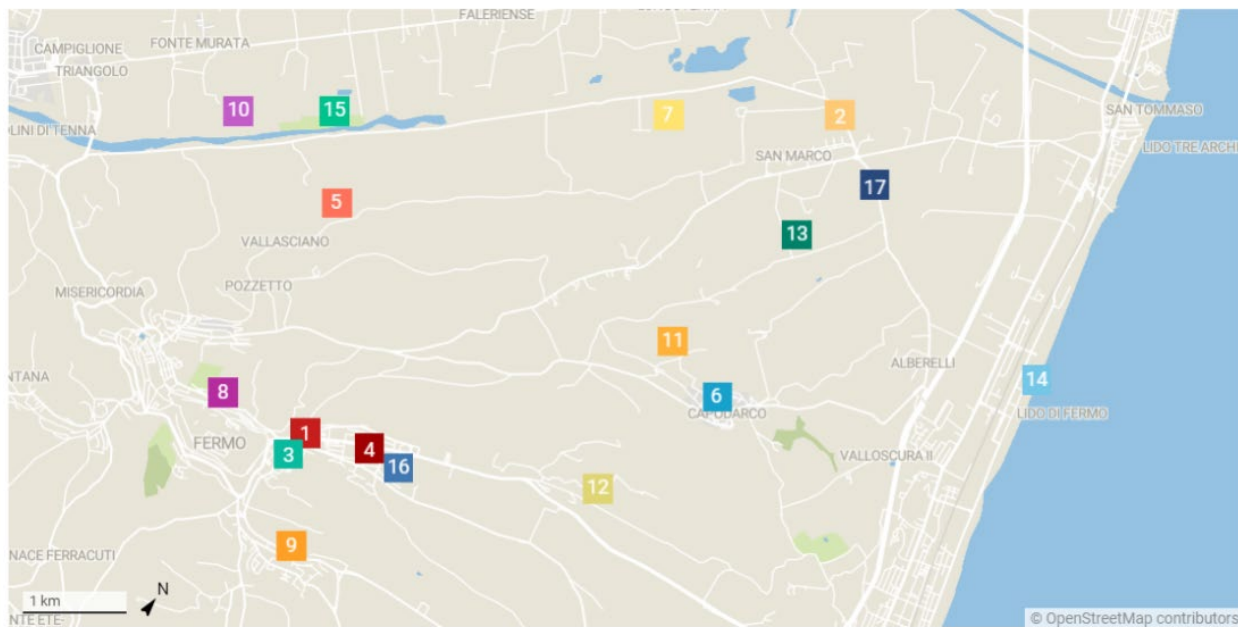 FALERIENSE
FONTE MURATA
CAMPIGLIONE
TRIANGOLO
10
15
7
2
SAN TOMMASO
OLINI DI TENNA
LIDO TRE ARCHI
SAN MARCO
17
5
13
VALLASCIANO
POZZETTO
MISERICORDIA
11
ALBERELLI
NTANA
14
8
6
CAPODARCO
LIDO DI FERMO
1
FERMO
3
4
VALLOSCURA II
16
12
9
NACE FERRACUTI
N
1 km
NTE ETE-
© OpenStreetMap contributors